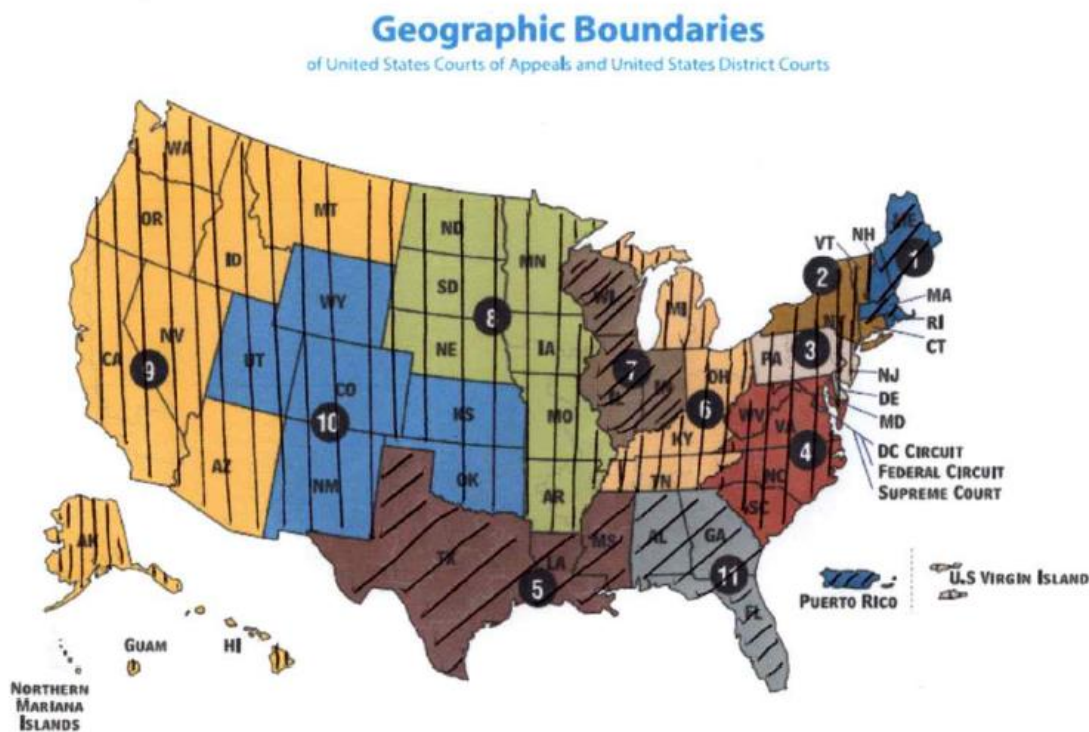 Geographic Boundaries
of United States Courts of Appeals and United States District Courts
WA
MT
ND
MN
VT
NH
ME
OR
ID
SD
WI
2
1
WY
8
MI
NY
MA
RI
CT
NV
NE
IA
3
PA
CA
9
UT
CO
7
IL
IN
OH
NJ
DE
MD
10
KS
MO
6
WV
VA
KY
4
DC CIRCUIT
FEDERAL CIRCUIT
SUPREME COURT
AZ
NM
OK
AR
TN
NC
SC
AK
TX
LA
MS
AL
GA
5
11
FL
PUERTO RICO
U.S VIRGIN ISLAND
GUAM
HI
NORTHERN
MARIANA
ISLANDS